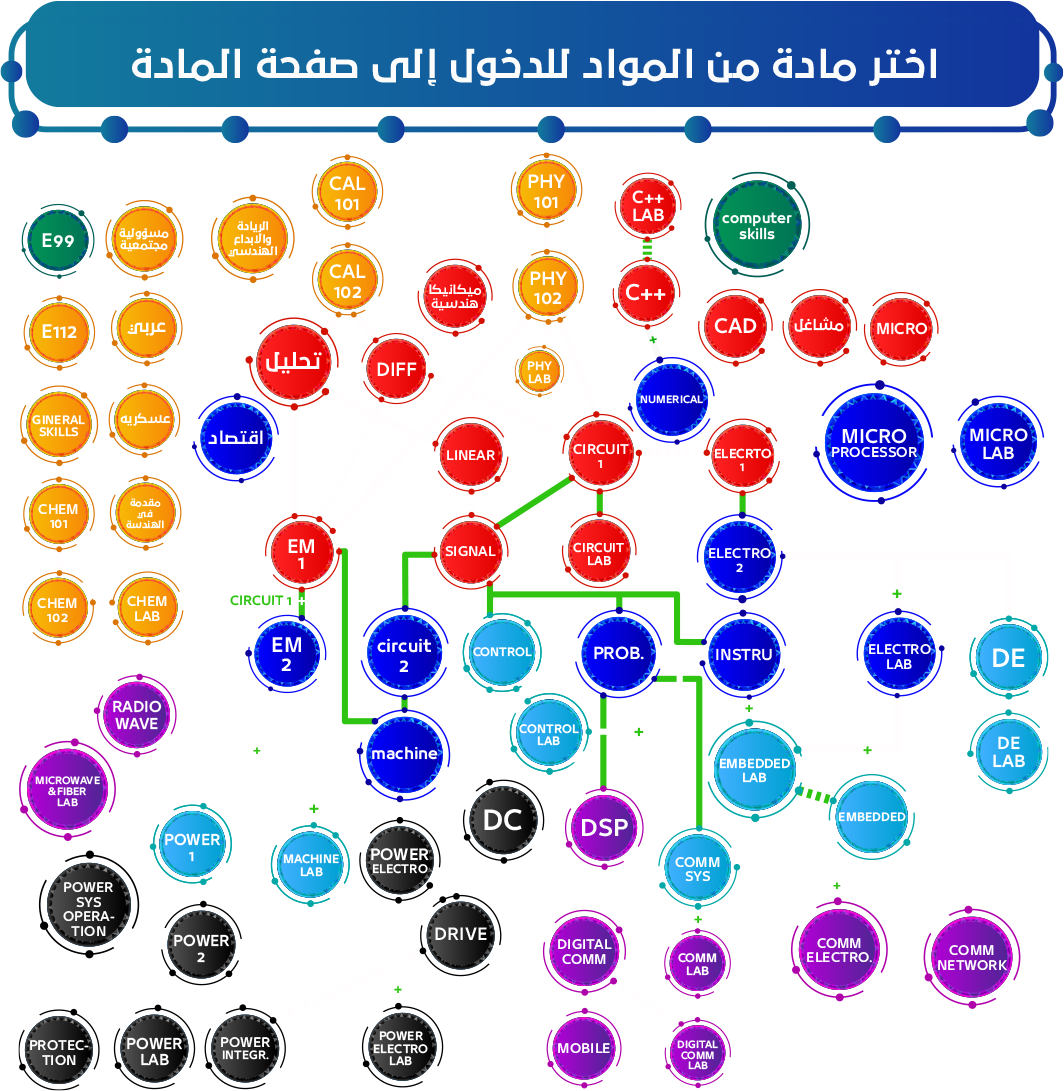 اختر مادة من المواد للدخول إلى صفحة المادة
CAL
101
PHY
101
C++
LAB
computer
skills
E99
مسؤولية
مجتمعية
الريادة
والابداع
الهندسي
CAL
102
PHY
102
C++
ميكانيكا
هندسية
E112
عربي
CAD
مشاغل
MICRO
تحليل
DIFF
PHY
LAB
NUMERICAL
GINERAL
SKILLS
عسكريه
اقتصاد
LINEAR
CIRCUIT
1
ELECRTO
1
MICRO
PROCESSOR
MICRO
LAB
CHEM
101
مقدمة
في
الهندسة
EM
1
SIGNAL
CIRCUIT
LAB
ELECTRO
2
CHEM
102
CHEM
LAB
CIRCUIT 1 +
+
+
EM
2
circuit
2
CONTROL
PROB.
INSTRU
ELECTRO
LAB
DE
RADIO
WAVE
CONTROL
LAB
+
+
+
+
machine
EMBEDDED
LAB
DE
LAB
MICROWAVE
&FIBER
LAB
+
POWER
1
MACHINE
LAB
POWER
ELECTRO
DC
DSP
EMBEDDED
COMM
SYS
POWER
SYS
OPERA-
TION
POWER
2
DRIVE
+
+
DIGITAL
COMM
COMM
LAB
COMM
ELECTRO.
COMM
NETWORK
+
PROTEC-
TION
POWER
LAB
POWER
INTEGR.
POWER
ELECTRO
LAB
MOBILE
DIGITAL
COMM
LAB